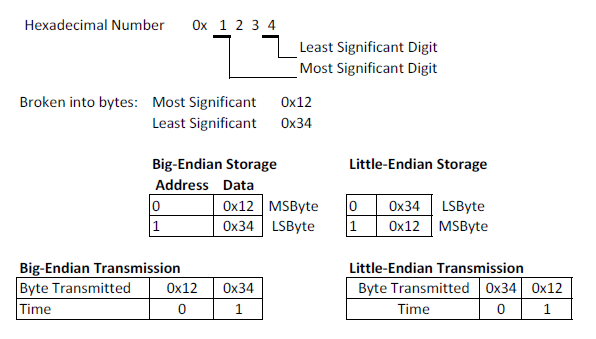 Hexadecimal Number 0x 1 2 3 4
Least Significant Digit
Most Significant Digit
Broken into bytes: Most Significant 0x12
Least Significant 0x34
Big-Endian Storage
Address Data
0 0x12 MSByte
1 0x34 LSByte
Little-Endian Storage
0 0x34 LSByte
1 0x12 MSByte
Big-Endian Transmission
Byte Transmitted 0x12 0x34
Time 0 1
Little-Endian Transmission
Byte Transmitted 0x34 0x12
Time 0 1